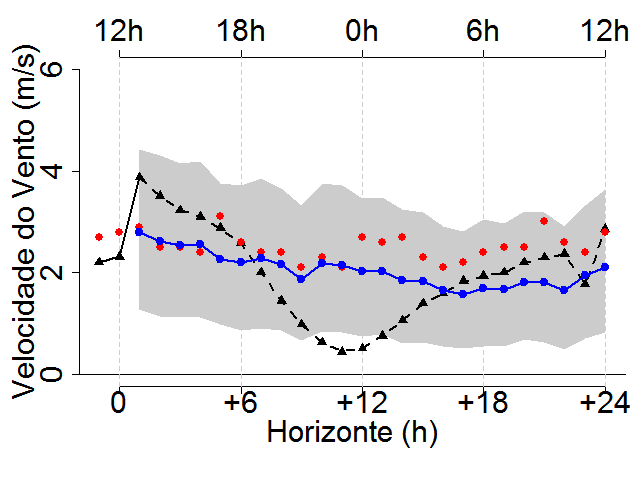 12h 18h 0h 6h 12h
Velocidade do Vento (m/s)
6
4
2
0
0 +6 +12 +18 +24
Horizonte (h)